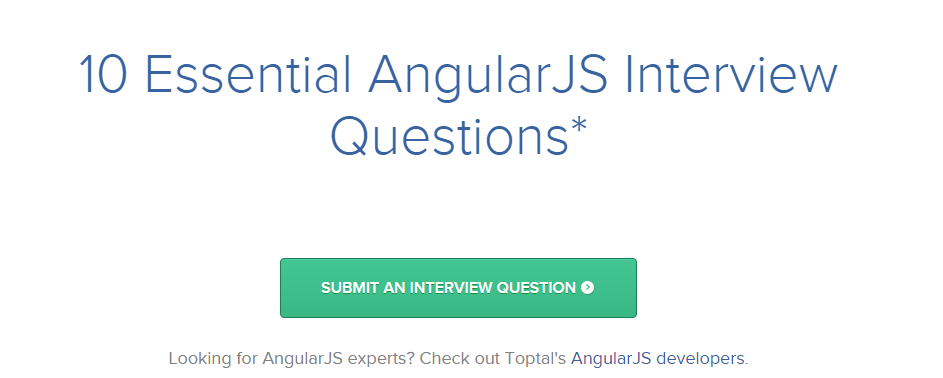 10 Essential AngularJS Interview
Questions*
SUBMIT AN INTERVIEW QUESTION
Looking for AngularJS experts? Check out Toptal's AngularJS developers.